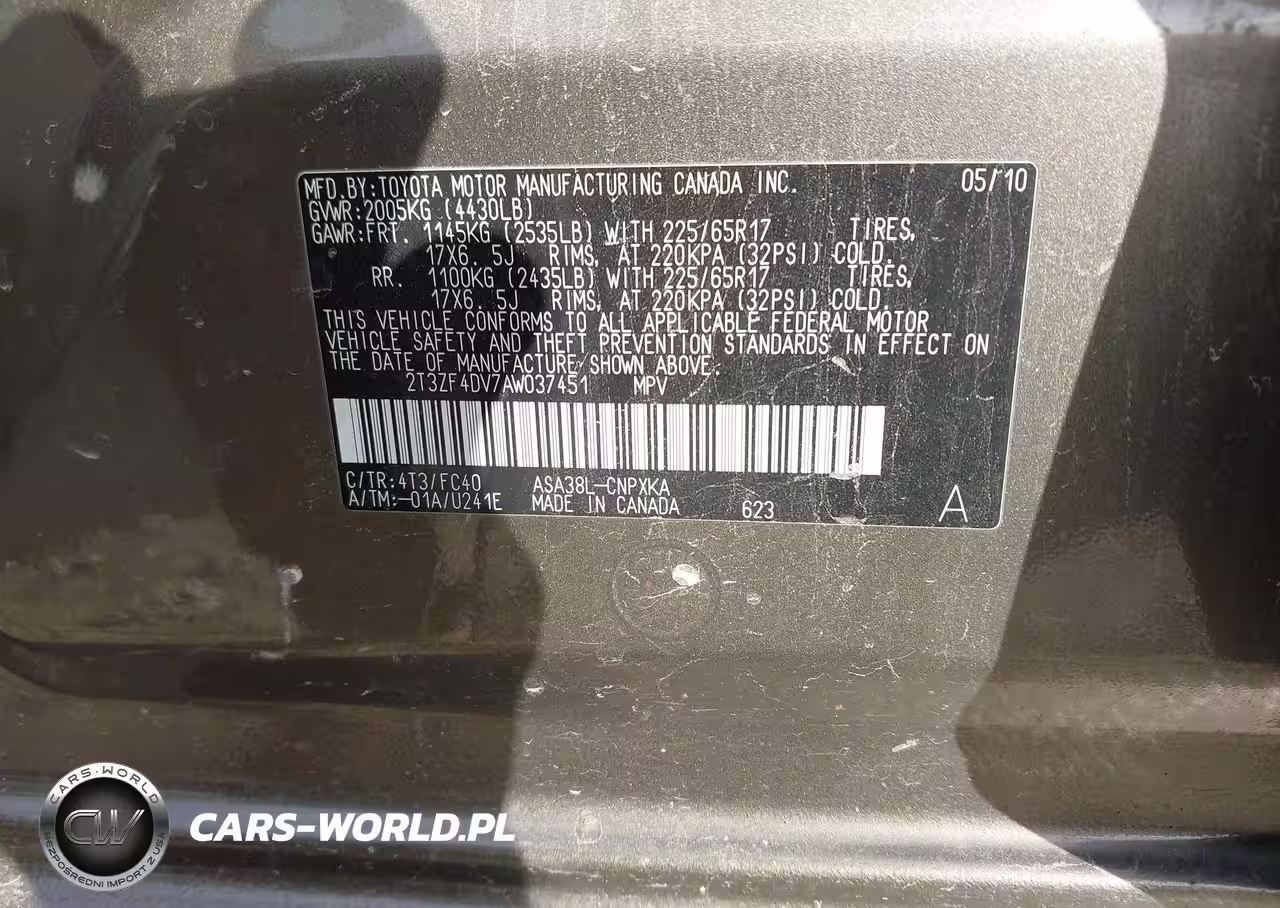 MFD.BY:TOYOTA MOTOR MANUFACTURING CANADA INC. 05/10
GVWR:2005KG (4430LB)
GAWR:FRT. 1145KG (2535LB) WITH 225/65R17 TIRES,
17X6.5J RIMS, AT 220KPA (32PSI) COLD.
RR. 1100KG (2435LB) WITH 225/65R17 TIRES,
17X6.5J RIMS, AT 220KPA (32PSI) COLD.
THIS VEHICLE CONFORMS TO ALL APPLICABLE FEDERAL MOTOR
VEHICLE SAFETY AND THEFT PREVENTION STANDARDS IN EFFECT ON
THE DATE OF MANUFACTURE SHOWN ABOVE.
2T3ZF4DV7AW037451 MPV
C/TR:4T3/FC40 ASA38L-CNPXKA
A/TM:-01A/U241E MADE IN CANADA 623 A
CARS-WORLD
CW
BEZPOŚREDNI IMPORT Z USA
CARS-WORLD.PL